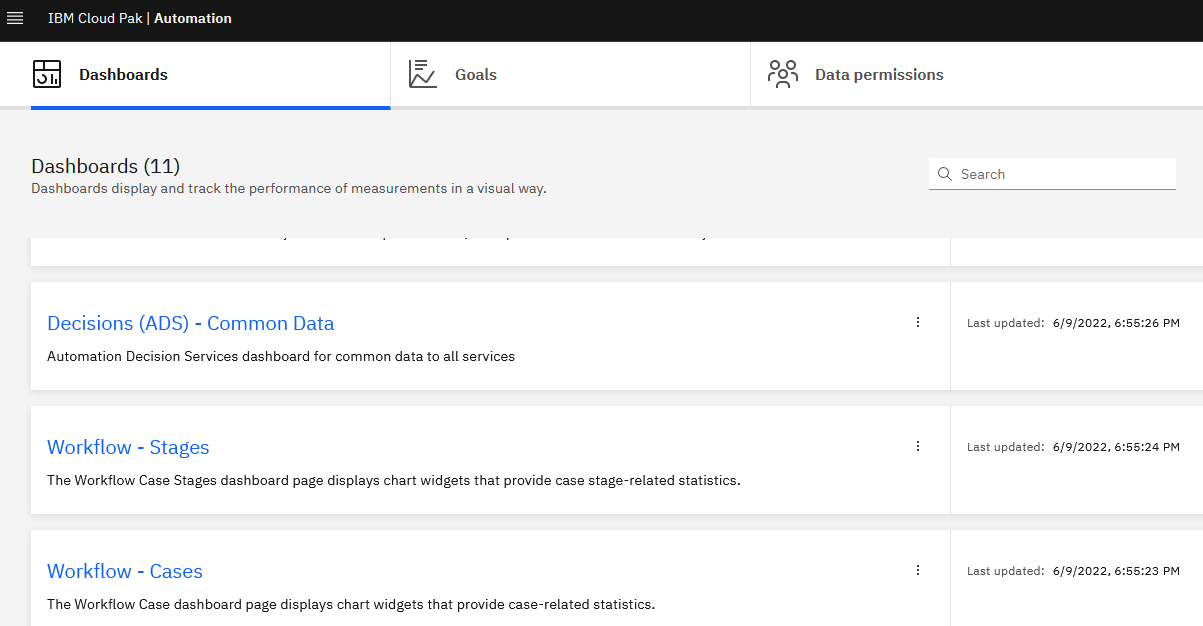 IBM Cloud Pak | Automation
Dashboards
Goals
Data permissions
Dashboards (11)
Dashboards display and track the performance of measurements in a visual way.
Search
Decisions (ADS) - Common Data
Last updated: 6/9/2022, 6:55:26 PM
Automation Decision Services dashboard for common data to all services
Workflow - Stages
Last updated: 6/9/2022, 6:55:24 PM
The Workflow Case Stages dashboard page displays chart widgets that provide case stage-related statistics.
Workflow - Cases
Last updated: 6/9/2022, 6:55:23 PM
The Workflow Case dashboard page displays chart widgets that provide case-related statistics.